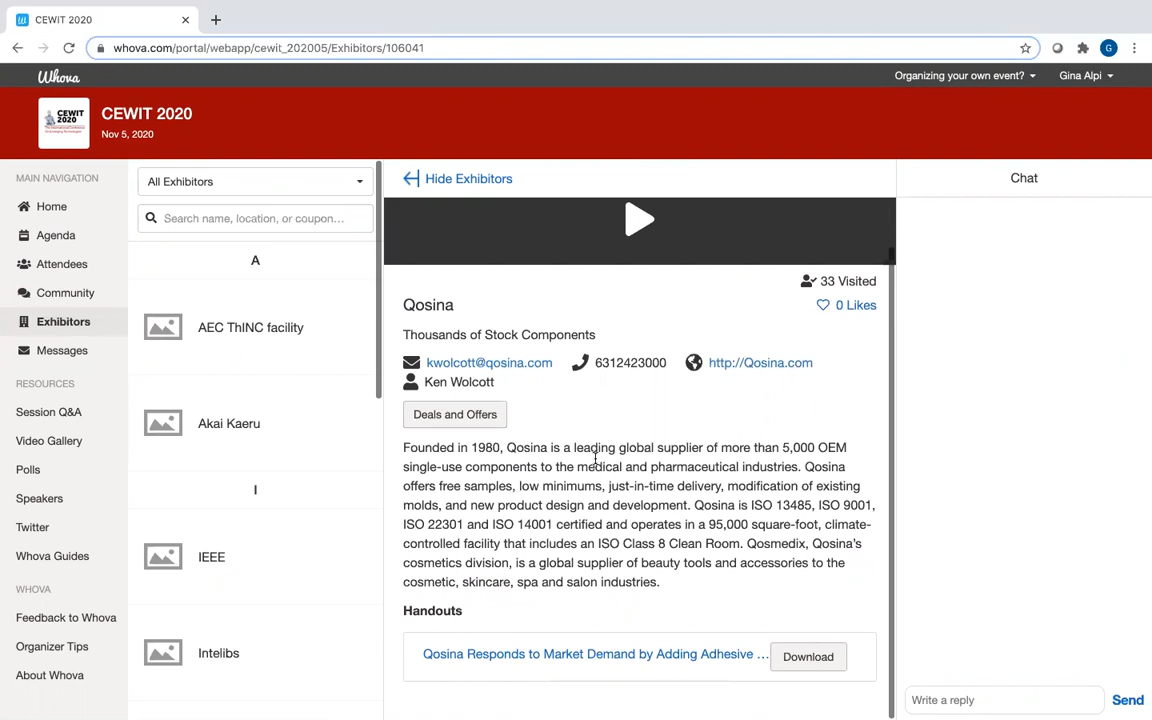 CEWIT 2020
whova.com/portal/webapp/cewit_202005/Exhibitors/106041
G
Whova
Organizing your own event?
Gina Alpi
CEWIT 2020
CEWIT 2020
Nov 5, 2020
MAIN NAVIGATION
Home
Agenda
Attendees
Community
Exhibitors
Messages
RESOURCES
Session Q&A
Video Gallery
Polls
Speakers
Twitter
Whova Guides
WHOVA
Feedback to Whova
Organizer Tips
About Whova
All Exhibitors
Search name, location, or coupon...
A
AEC ThINC facility
Akai Kaeru
I
IEEE
Intelibs
Hide Exhibitors
33 Visited
Qosina
0 Likes
Thousands of Stock Components
kwolcott@qosina.com 6312423000 http://Qosina.com
Ken Wolcott
Deals and Offers
Founded in 1980, Qosina is a leading global supplier of more than 5,000 OEM
single-use components to the medical and pharmaceutical industries. Qosina
offers free samples, low minimums, just-in-time delivery, modification of existing
molds, and new product design and development. Qosina is ISO 13485, ISO 9001,
ISO 22301 and ISO 14001 certified and operates in a 95,000 square-foot, climate-
controlled facility that includes an ISO Class 8 Clean Room. Qosmedix, Qosina's
cosmetics division, is a global supplier of beauty tools and accessories to the
cosmetic, skincare, spa and salon industries.
Handouts
Qosina Responds to Market Demand by Adding Adhesive ...
Download
Chat
Write a reply
Send